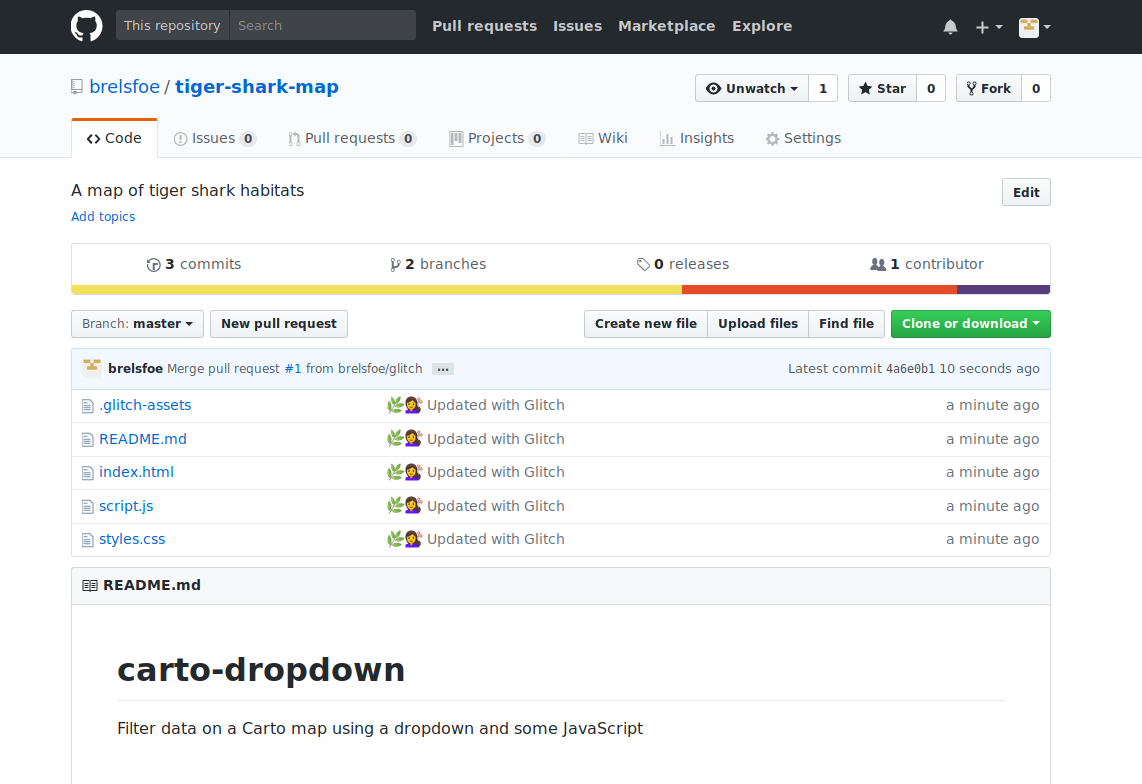 This repository Search Pull requests Issues Marketplace Explore
brelsfoe / tiger-shark-map Unwatch 1 Star 0 Fork 0
Code Issues 0 Pull requests 0 Projects 0 Wiki Insights Settings
A map of tiger shark habitats Edit
Add topics
3 commits 2 branches 0 releases 1 contributor
Branch: master New pull request Create new file Upload files Find file Clone or download
brelsfoe Merge pull request #1 from brelsfoe/glitch ... Latest commit 4a6e0b1 10 seconds ago
.glitch-assets 🌿💇‍♀️ Updated with Glitch a minute ago
README.md 🌿💇‍♀️ Updated with Glitch a minute ago
index.html 🌿💇‍♀️ Updated with Glitch a minute ago
script.js 🌿💇‍♀️ Updated with Glitch a minute ago
styles.css 🌿💇‍♀️ Updated with Glitch a minute ago
README.md
carto-dropdown
Filter data on a Carto map using a dropdown and some JavaScript